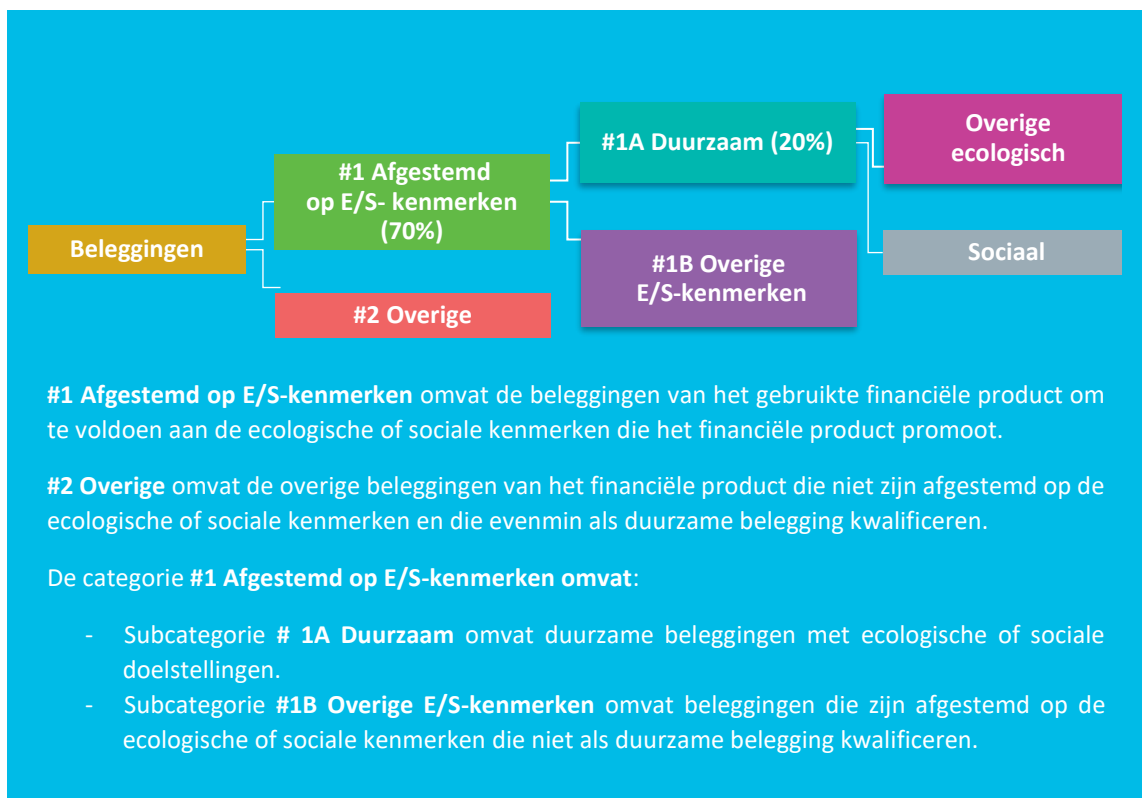 Beleggingen
#1 Afgestemd
op E/S- kenmerken
(70%)
#2 Overige
#1A Duurzaam (20%)
#1B Overige
E/S-kenmerken
Overige
ecologisch
Sociaal
#1 Afgestemd op E/S-kenmerken omvat de beleggingen van het gebruikte financiële product om
te voldoen aan de ecologische of sociale kenmerken die het financiële product promoot.
#2 Overige omvat de overige beleggingen van het financiële product die niet zijn afgestemd op de
ecologische of sociale kenmerken en die evenmin als duurzame belegging kwalificeren.
De categorie #1 Afgestemd op E/S-kenmerken omvat:
- Subcategorie # 1A Duurzaam omvat duurzame beleggingen met ecologische of sociale
doelstellingen.
- Subcategorie #1B Overige E/S-kenmerken omvat beleggingen die zijn afgestemd op de
ecologische of sociale kenmerken die niet als duurzame belegging kwalificeren.